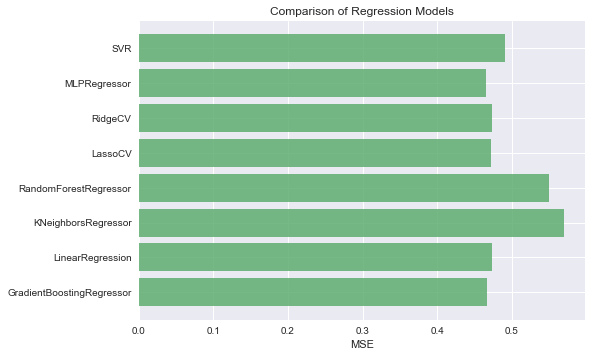 Comparison of Regression Models
SVR
MLPRegressor
RidgeCV
LassoCV
RandomForestRegressor
KNeighborsRegressor
LinearRegression
GradientBoostingRegressor
0.0 0.1 0.2 0.3 0.4 0.5
MSE